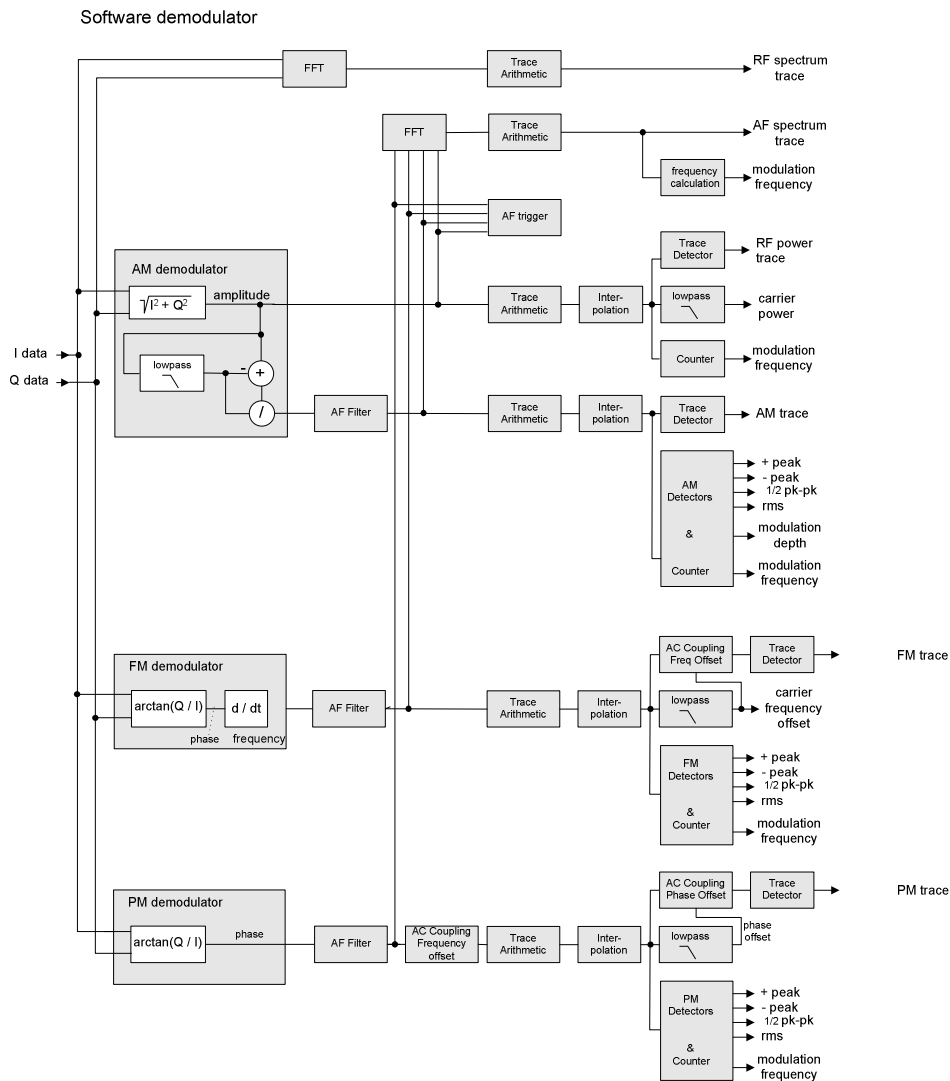 Software demodulator
FFT
Trace
Arithmetic
RF spectrum
trace
FFT
Trace
Arithmetic
AF spectrum
trace
frequency
calculation
modulation
frequency
AF trigger
AM demodulator
√I² + Q²
amplitude
lowpass
-
+
/
Trace
Arithmetic
Inter-
polation
Trace
Detector
RF power
trace
lowpass
carrier
power
Counter
modulation
frequency
I data
Q data
AF Filter
Trace
Arithmetic
Inter-
polation
Trace
Detector
AM trace
AM
Detectors
&
Counter
+ peak
- peak
1/2 pk-pk
rms
modulation
depth
modulation
frequency
FM demodulator
arctan(Q / I)
d / dt
phase
frequency
AF Filter
Trace
Arithmetic
Inter-
polation
AC Coupling
Freq Offset
Trace
Detector
FM trace
lowpass
carrier
frequency
offset
FM
Detectors
&
Counter
+ peak
- peak
1/2 pk-pk
rms
modulation
frequency
PM demodulator
arctan(Q / I)
phase
AF Filter
AC Coupling
Frequency
offset
Trace
Arithmetic
Inter-
polation
AC Coupling
Phase Offset
Trace
Detector
PM trace
lowpass
phase
offset
PM
Detectors
&
Counter
+ peak
- peak
1/2 pk-pk
rms
modulation
frequency